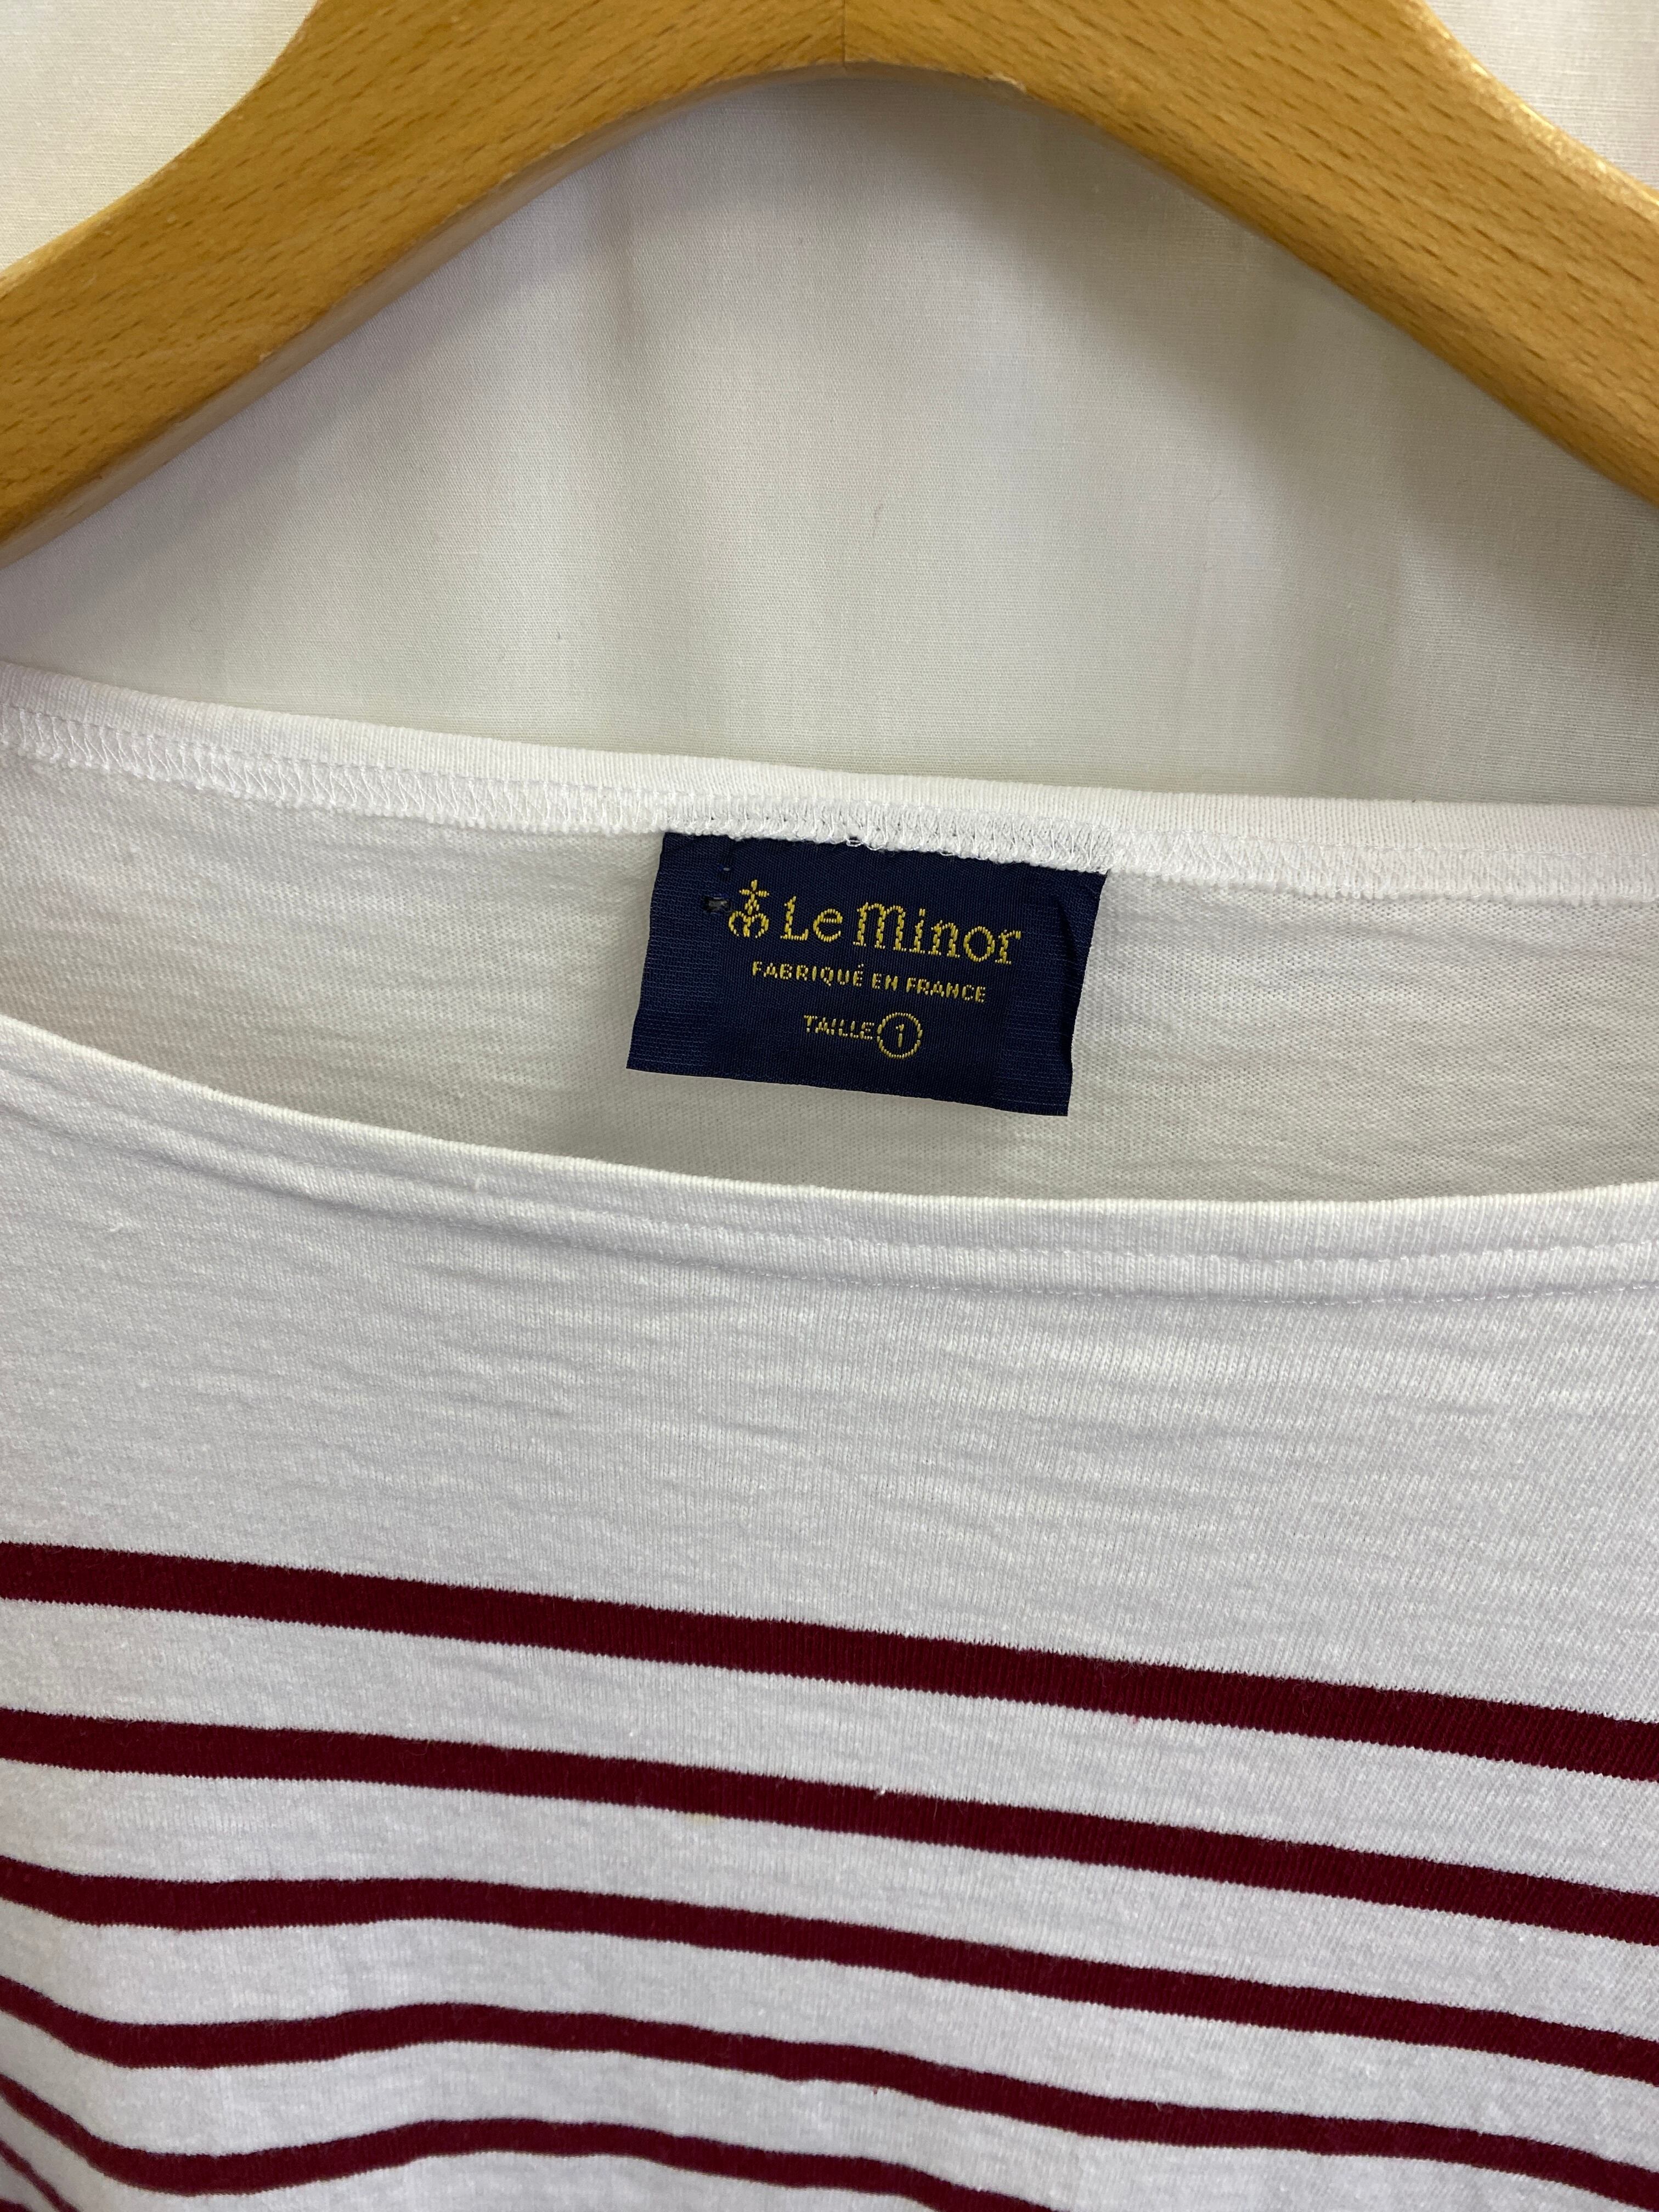 Le Minor
FABRIQUÉ EN FRANCE
TAILLE 1